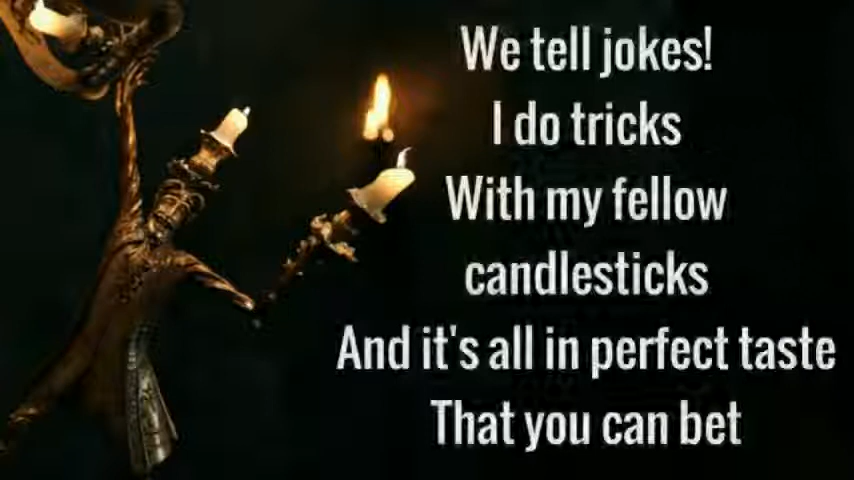 We tell jokes!
I do tricks
With my fellow
candlesticks
And it's all in perfect taste
That you can bet